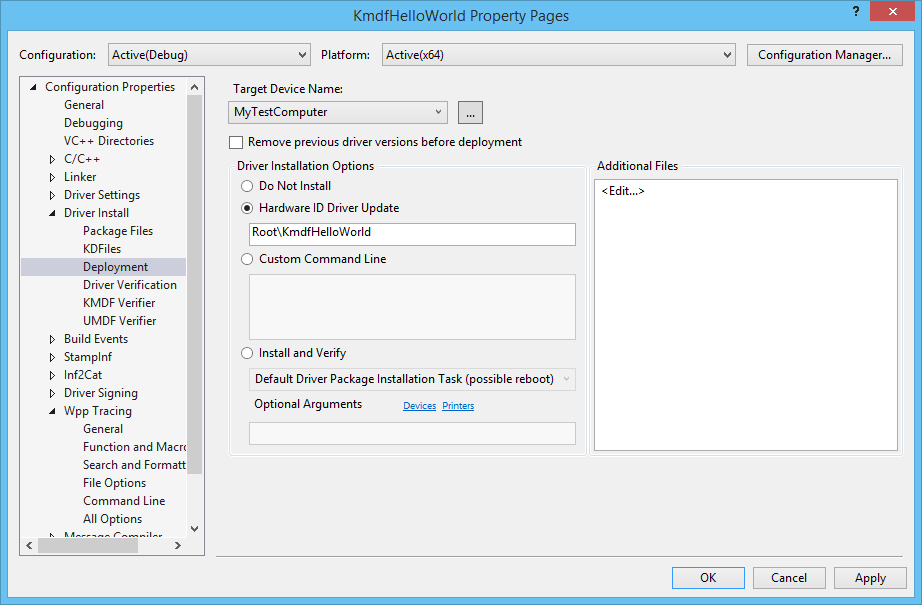 KmdfHelloWorld Property Pages
?
Configuration: Active(Debug) Platform: Active(x64) Configuration Manager...
Configuration Properties
General
Debugging
VC++ Directories
C/C++
Linker
Driver Settings
Driver Install
Package Files
KDFiles
Deployment
Driver Verification
KMDF Verifier
UMDF Verifier
Build Events
StampInf
Inf2Cat
Driver Signing
Wpp Tracing
General
Function and Macro
Search and Formatt
File Options
Command Line
All Options
Message Compiler
Target Device Name:
MyTestComputer ...
Remove previous driver versions before deployment
Driver Installation Options
Do Not Install
Hardware ID Driver Update
Root\KmdfHelloWorld
Custom Command Line
Install and Verify
Default Driver Package Installation Task (possible reboot)
Optional Arguments Devices Printers
Additional Files
<Edit...>
OK Cancel Apply